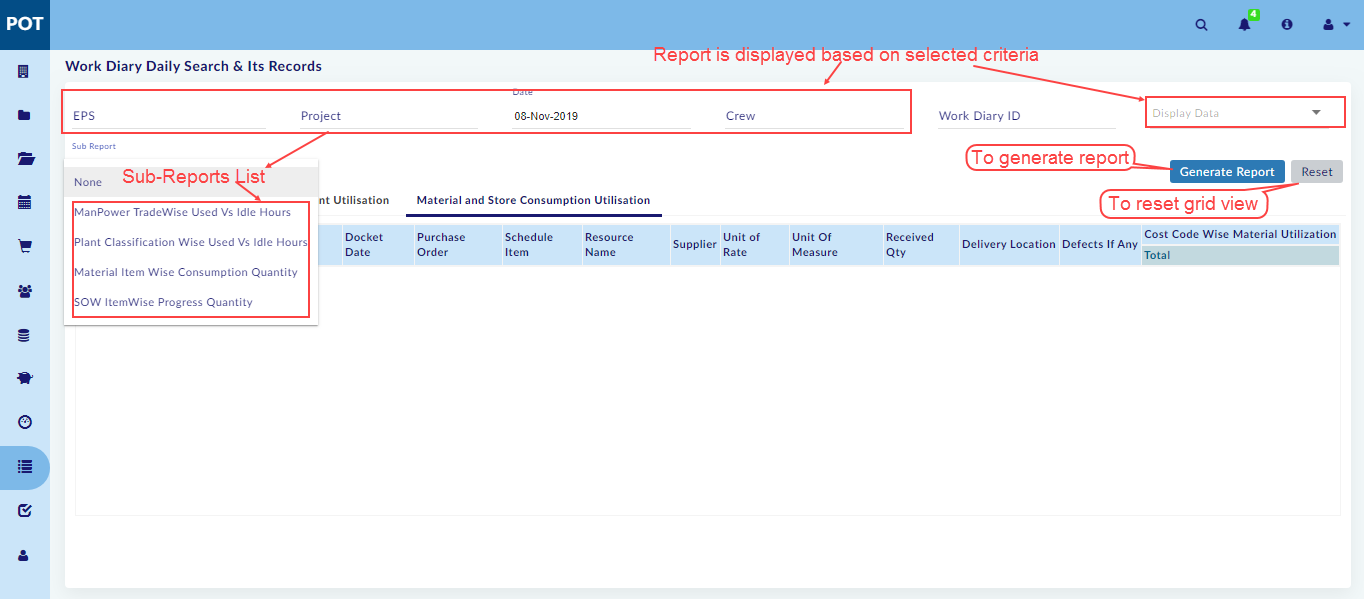 POT
4
Report is displayed based on selected criteria
Work Diary Daily Search & Its Records
Date
EPS
Project
08-Nov-2019
Crew
Work Diary ID
Display Data
Sub Report
To generate report
Generate Report
Reset
None
Sub-Reports List
To reset grid view
ManPower TradeWise Used Vs Idle Hours
Plant Classification Wise Used Vs Idle Hours
Material Item Wise Consumption Quantity
SOW ItemWise Progress Quantity
nt Utilisation
Material and Store Consumption Utilisation
Docket
Date
Purchase
Order
Schedule
Item
Resource
Name
Supplier
Unit of
Rate
Unit Of
Measure
Received
Qty
Delivery Location
Defects If Any
Cost Code Wise Material Utilization
Total